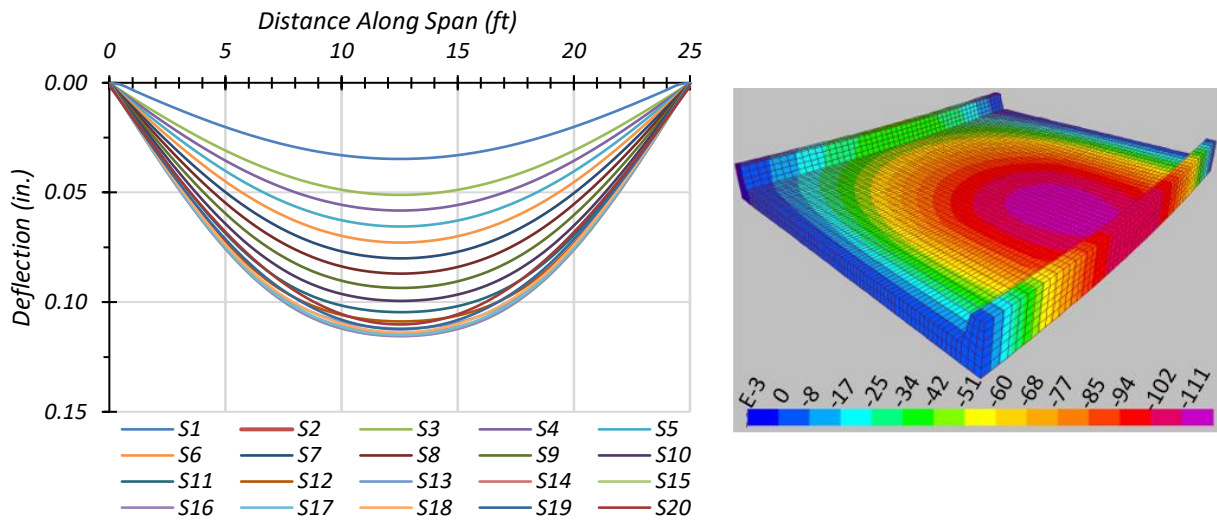 Distance Along Span (ft)
0 5 10 15 20 25
0.00
0.05
0.10
0.15
Deflection (in.)
S1 S2 S3 S4 S5
S6 S7 S8 S9 S10
S11 S12 S13 S14 S15
S16 S17 S18 S19 S20
E-3 0 -8 -17 -25 -34 -42 -51 -60 -68 -77 -85 -94 -102 -111